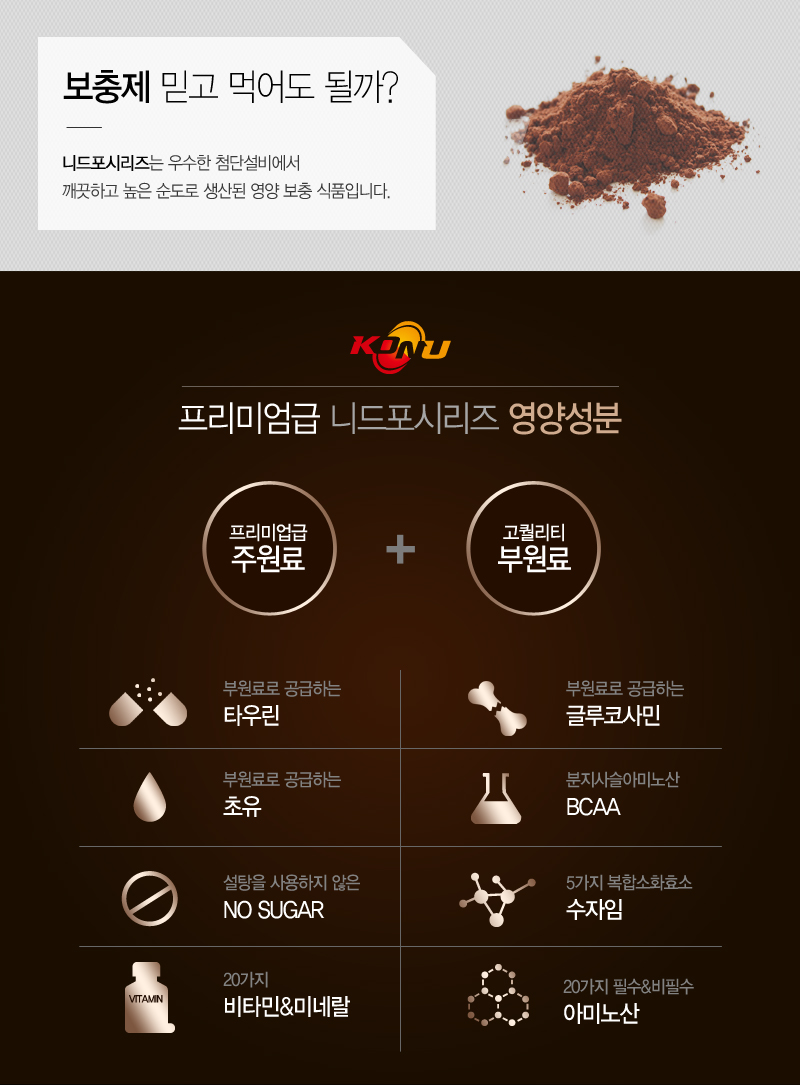 보충제 믿고 먹어도 될까?
니드포시리즈는 우수한 첨단설비에서
깨끗하고 높은 순도로 생산된 영양 보충 식품입니다.
KONU
프리미엄급 니드포시리즈 영양성분
프리미엄급
주원료
+
고퀄리티
부원료
부원료로 공급하는
타우린
부원료로 공급하는
글루코사민
부원료로 공급하는
초유
분지사슬아미노산
BCAA
설탕을 사용하지 않은
NO SUGAR
5가지 복합소화효소
수자임
VITAMIN
20가지
비타민&미네랄
20가지 필수&비필수
아미노산